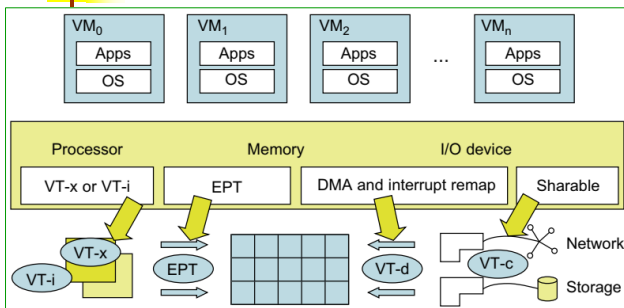 VM0 VM1 VM2 VMn
Apps Apps Apps ... Apps
OS OS OS OS
Processor Memory I/O device
VT-x or VT-i EPT DMA and interrupt remap Sharable
VT-x
VT-i
EPT
VT-d
VT-c
Network
Storage